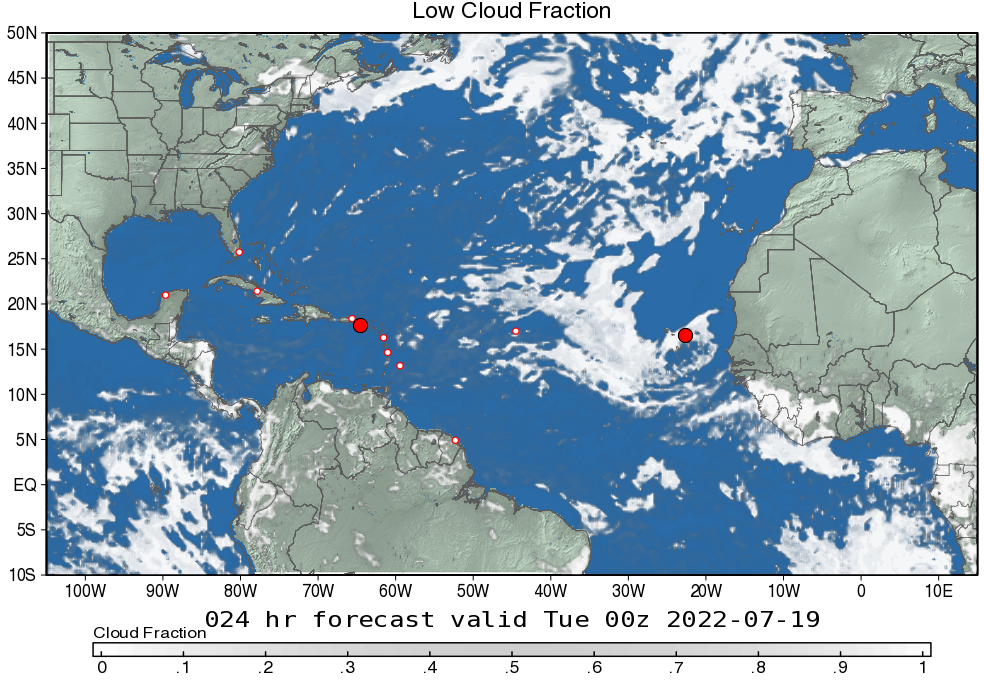 Low Cloud Fraction
50N
45N
40N
35N
30N
25N
20N
15N
10N
5N
EQ
5S
10S
100W 90W 80W 70W 60W 50W 40W 30W 20W 10W 0 10E
024 hr forecast valid Tue 00z 2022-07-19
Cloud Fraction
0 .1 .2 .3 .4 .5 .6 .7 .8 .9 1